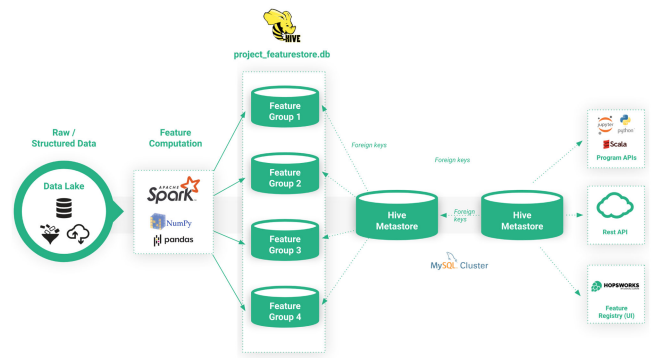 HIVE
project_featurestore.db
Raw /
Structured Data
Data Lake
Feature
Computation
APACHE
Spark
NumPy
pandas
Feature
Group 1
Feature
Group 2
Feature
Group 3
Feature
Group 4
Foreign keys
Foreign keys
Hive
Metastore
Foreign
keys
Hive
Metastore
MySQL Cluster
jupyter
python
Scala
Program APIs
Rest API
HOPSWORKS
Feature
Registry (UI)